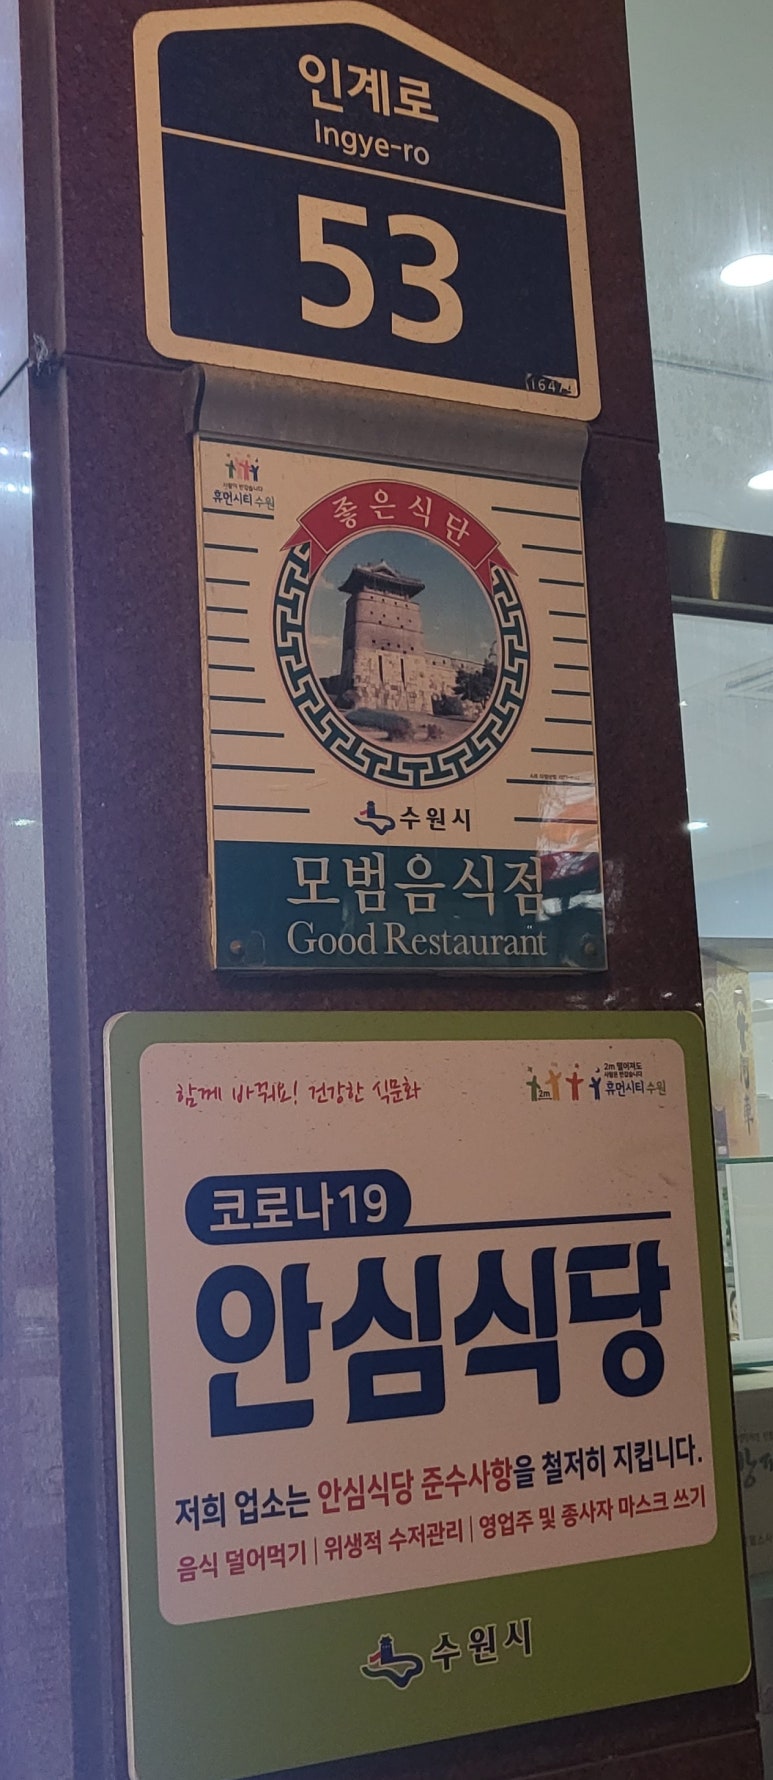 인계로
Ingye-ro
53
사람이 반갑습니다
휴먼시티 수원
좋은식단
수원시
모범음식점
Good Restaurant
함께 바꿔요! 건강한 식문화
2m 떨어져도
사람은 반갑습니다
2m
휴먼시티 수원
코로나19
안심식당
저희 업소는 안심식당 준수사항을 철저히 지킵니다.
음식 덜어먹기 | 위생적 수저관리 | 영업주 및 종사자 마스크 쓰기
수원시